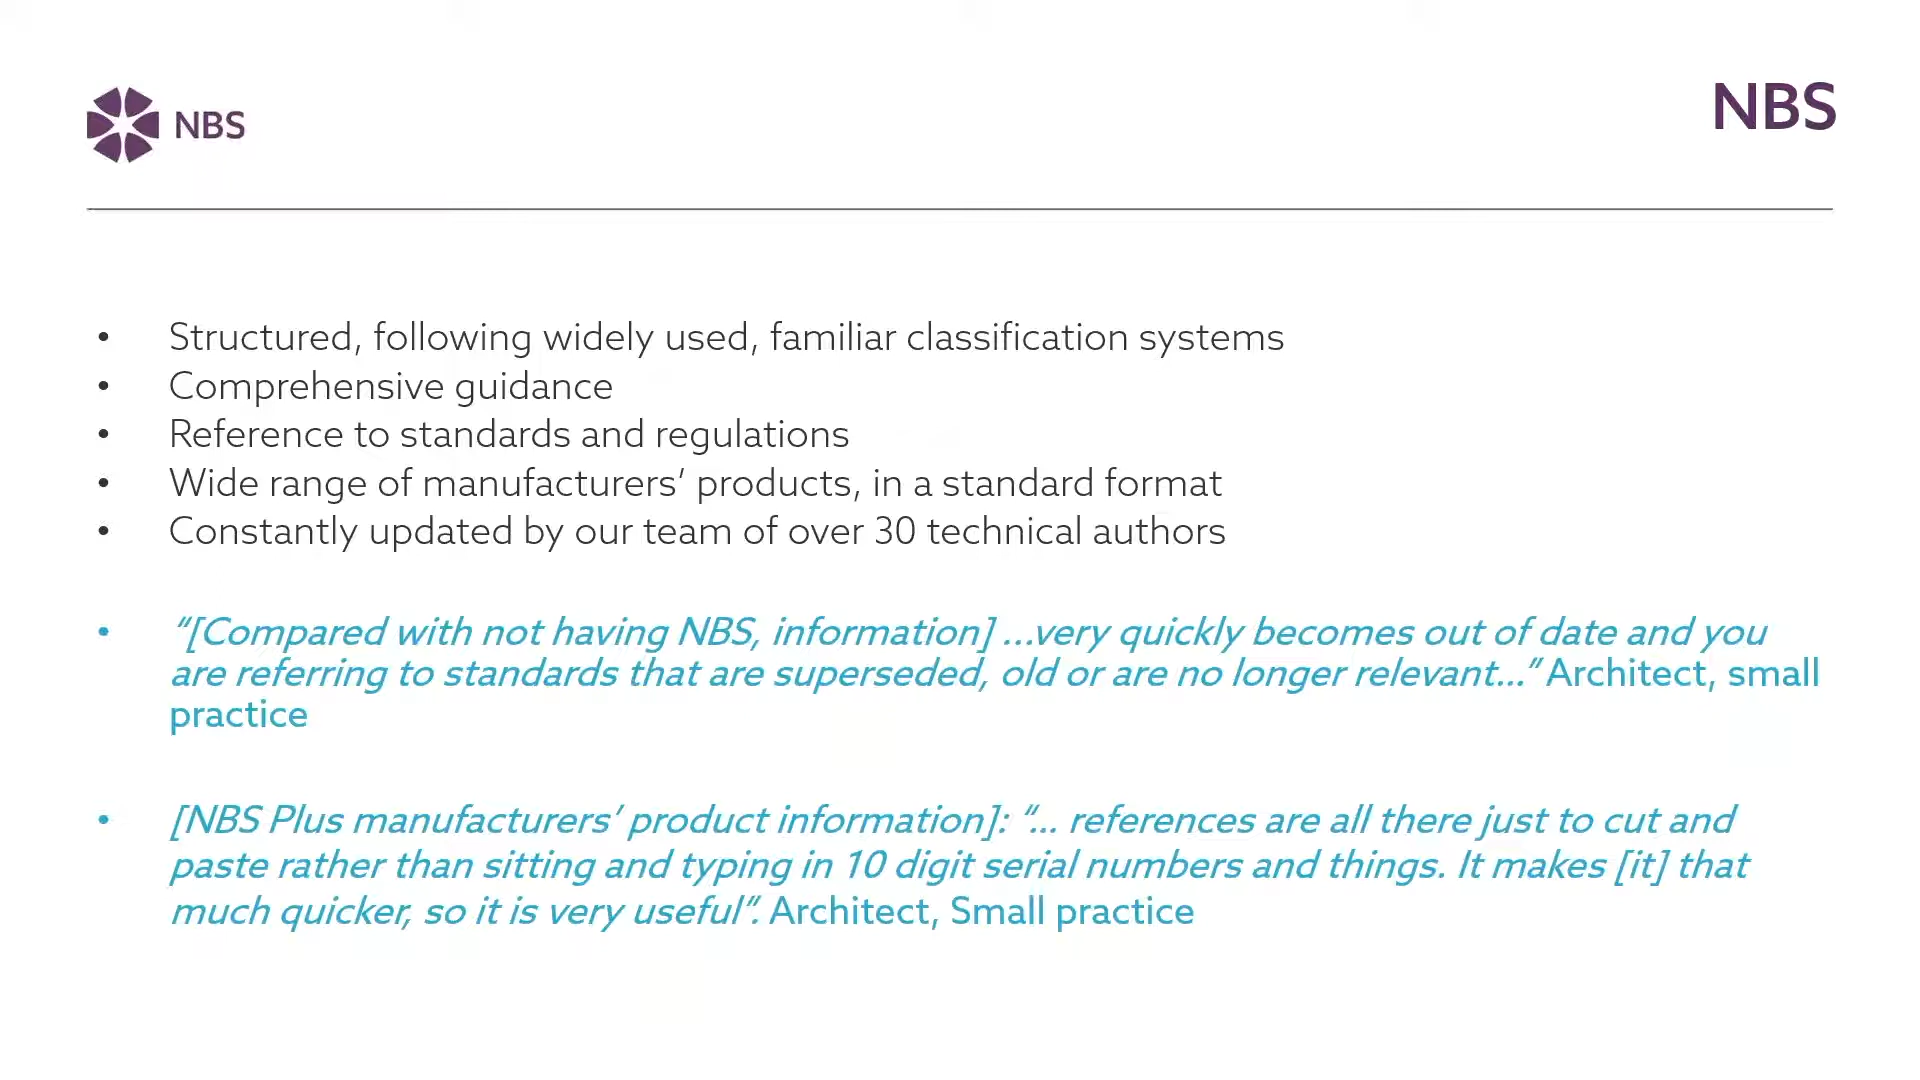 NBS
NBS
• Structured, following widely used, familiar classification systems
• Comprehensive guidance
• Reference to standards and regulations
• Wide range of manufacturers’ products, in a standard format
• Constantly updated by our team of over 30 technical authors
• “[Compared with not having NBS, information] …very quickly becomes out of date and you
are referring to standards that are superseded, old or are no longer relevant…” Architect, small
practice
• [NBS Plus manufacturers’ product information]: “… references are all there just to cut and
paste rather than sitting and typing in 10 digit serial numbers and things. It makes [it] that
much quicker, so it is very useful”. Architect, Small practice